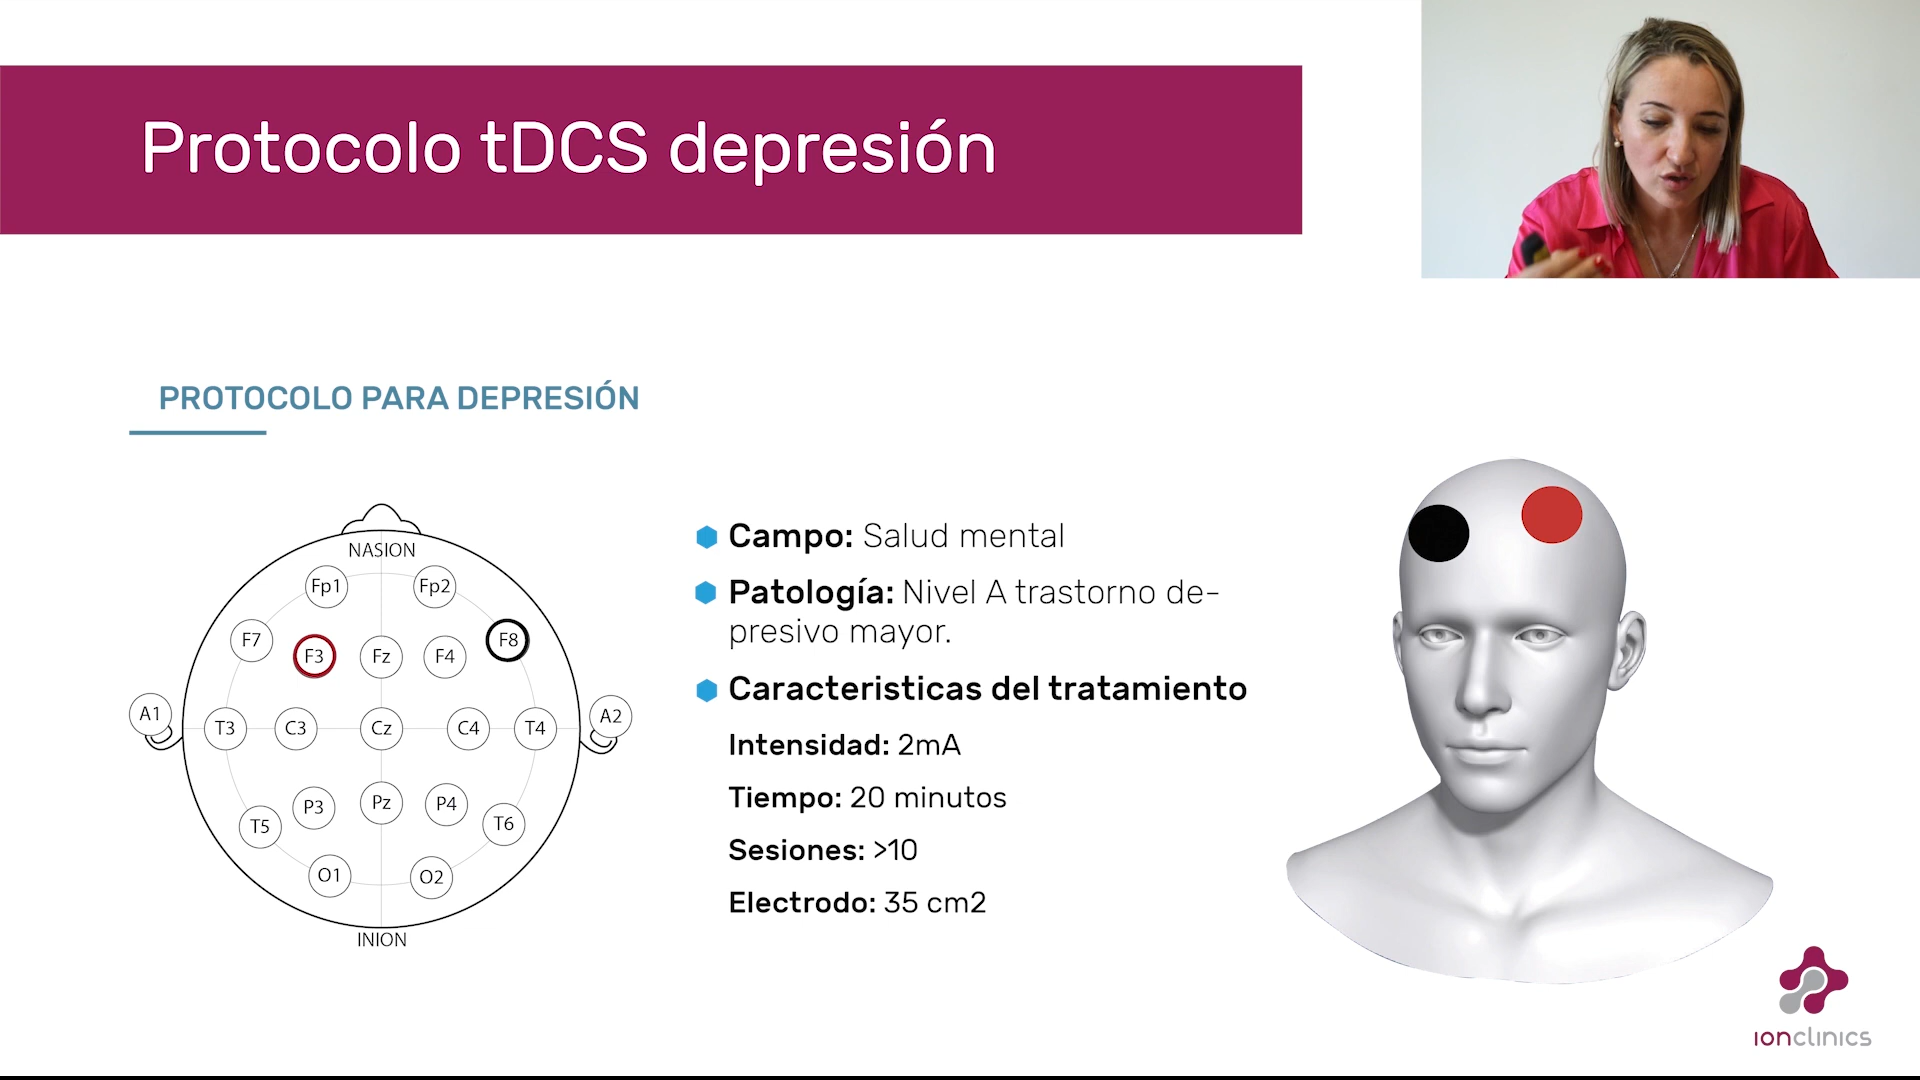 Protocolo tDCS depresión
PROTOCOLO PARA DEPRESIÓN
NASION
Fp1 Fp2
F7 F3 Fz F4 F8
A1 T3 C3 Cz C4 T4 A2
T5 P3 Pz P4 T6
O1 O2
INION
Campo: Salud mental
Patología: Nivel A trastorno de-
presivo mayor.
Caracteristicas del tratamiento
Intensidad: 2mA
Tiempo: 20 minutos
Sesiones: >10
Electrodo: 35 cm2
ionclinics